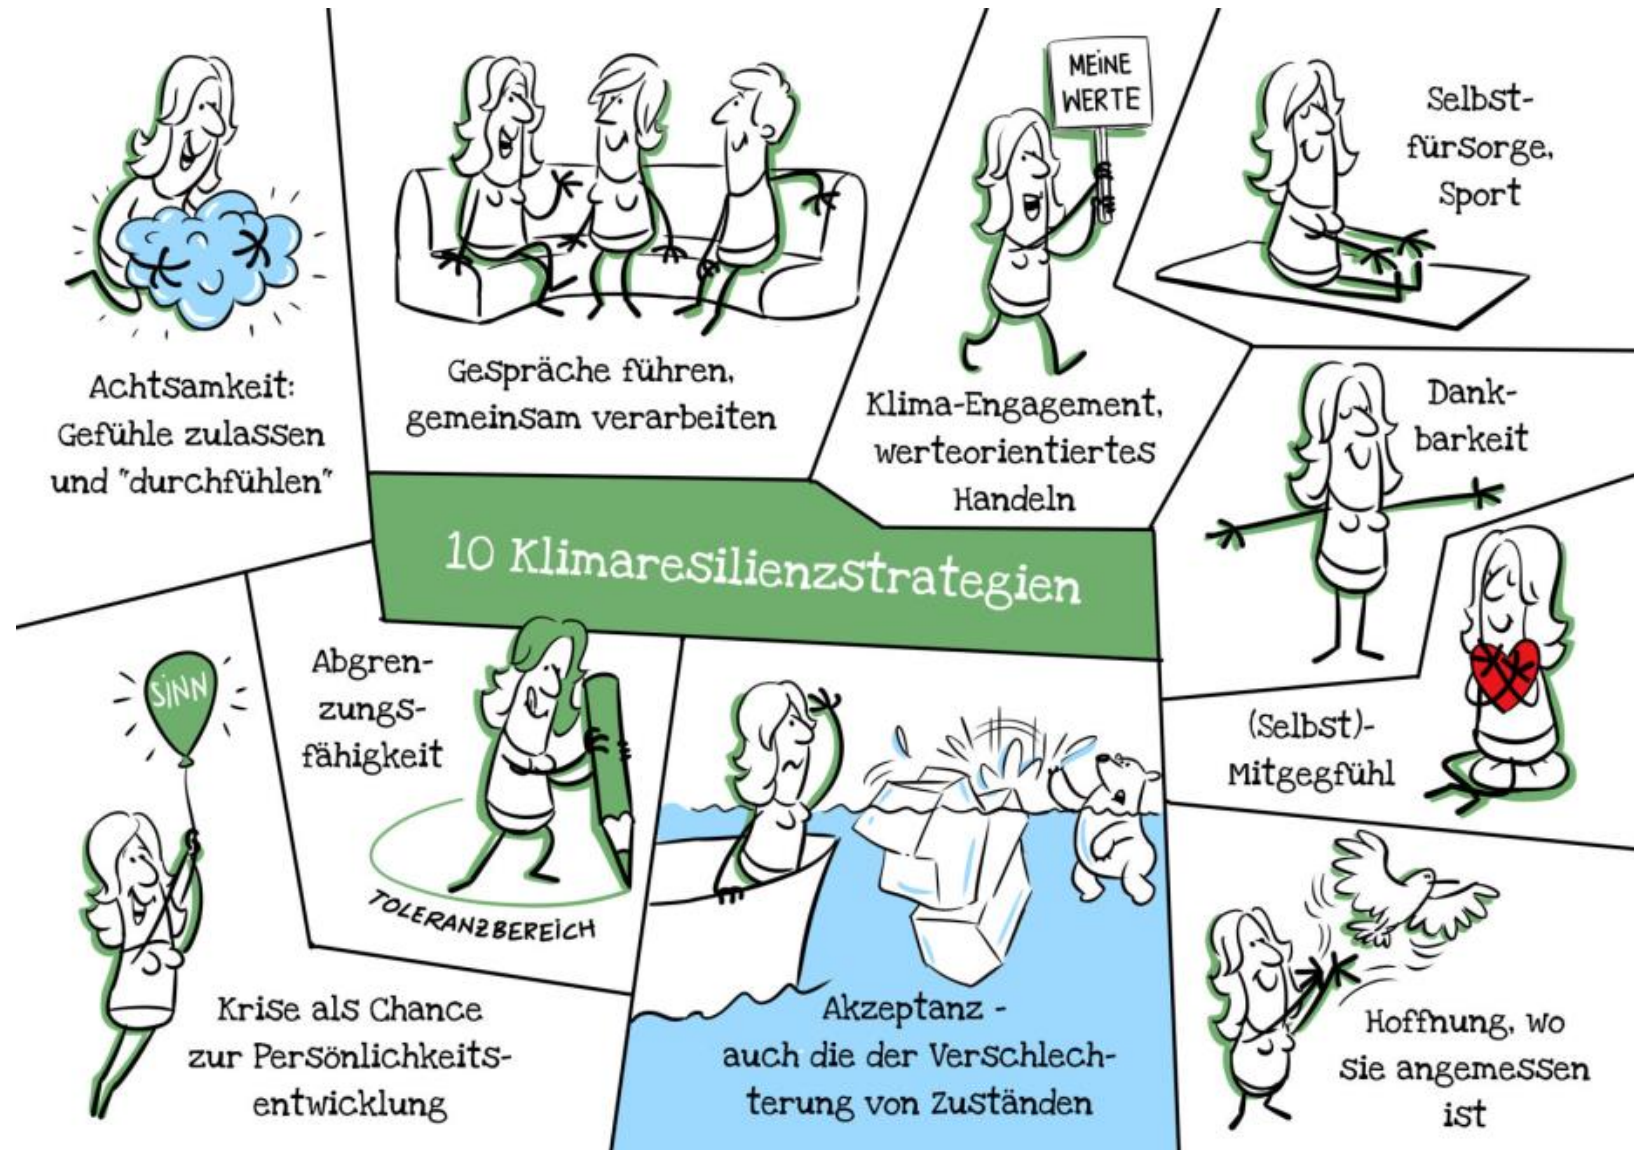 Achtsamkeit:
Gefühle zulassen
und "durchfühlen"
Gespräche führen,
gemeinsam verarbeiten
MEINE
WERTE
Klima-Engagement,
werteorientiertes
Handeln
Selbst-
fürsorge,
Sport
Dank-
barkeit
10 Klimaresilienzstrategien
(Selbst)-
Mitgegfühl
SINN
Krise als Chance
zur Persönlichkeits-
entwicklung
Abgren-
zungs-
fähigkeit
TOLERANZBEREICH
Akzeptanz -
auch die der Verschlech-
terung von Zuständen
Hoffnung, wo
sie angemessen
ist